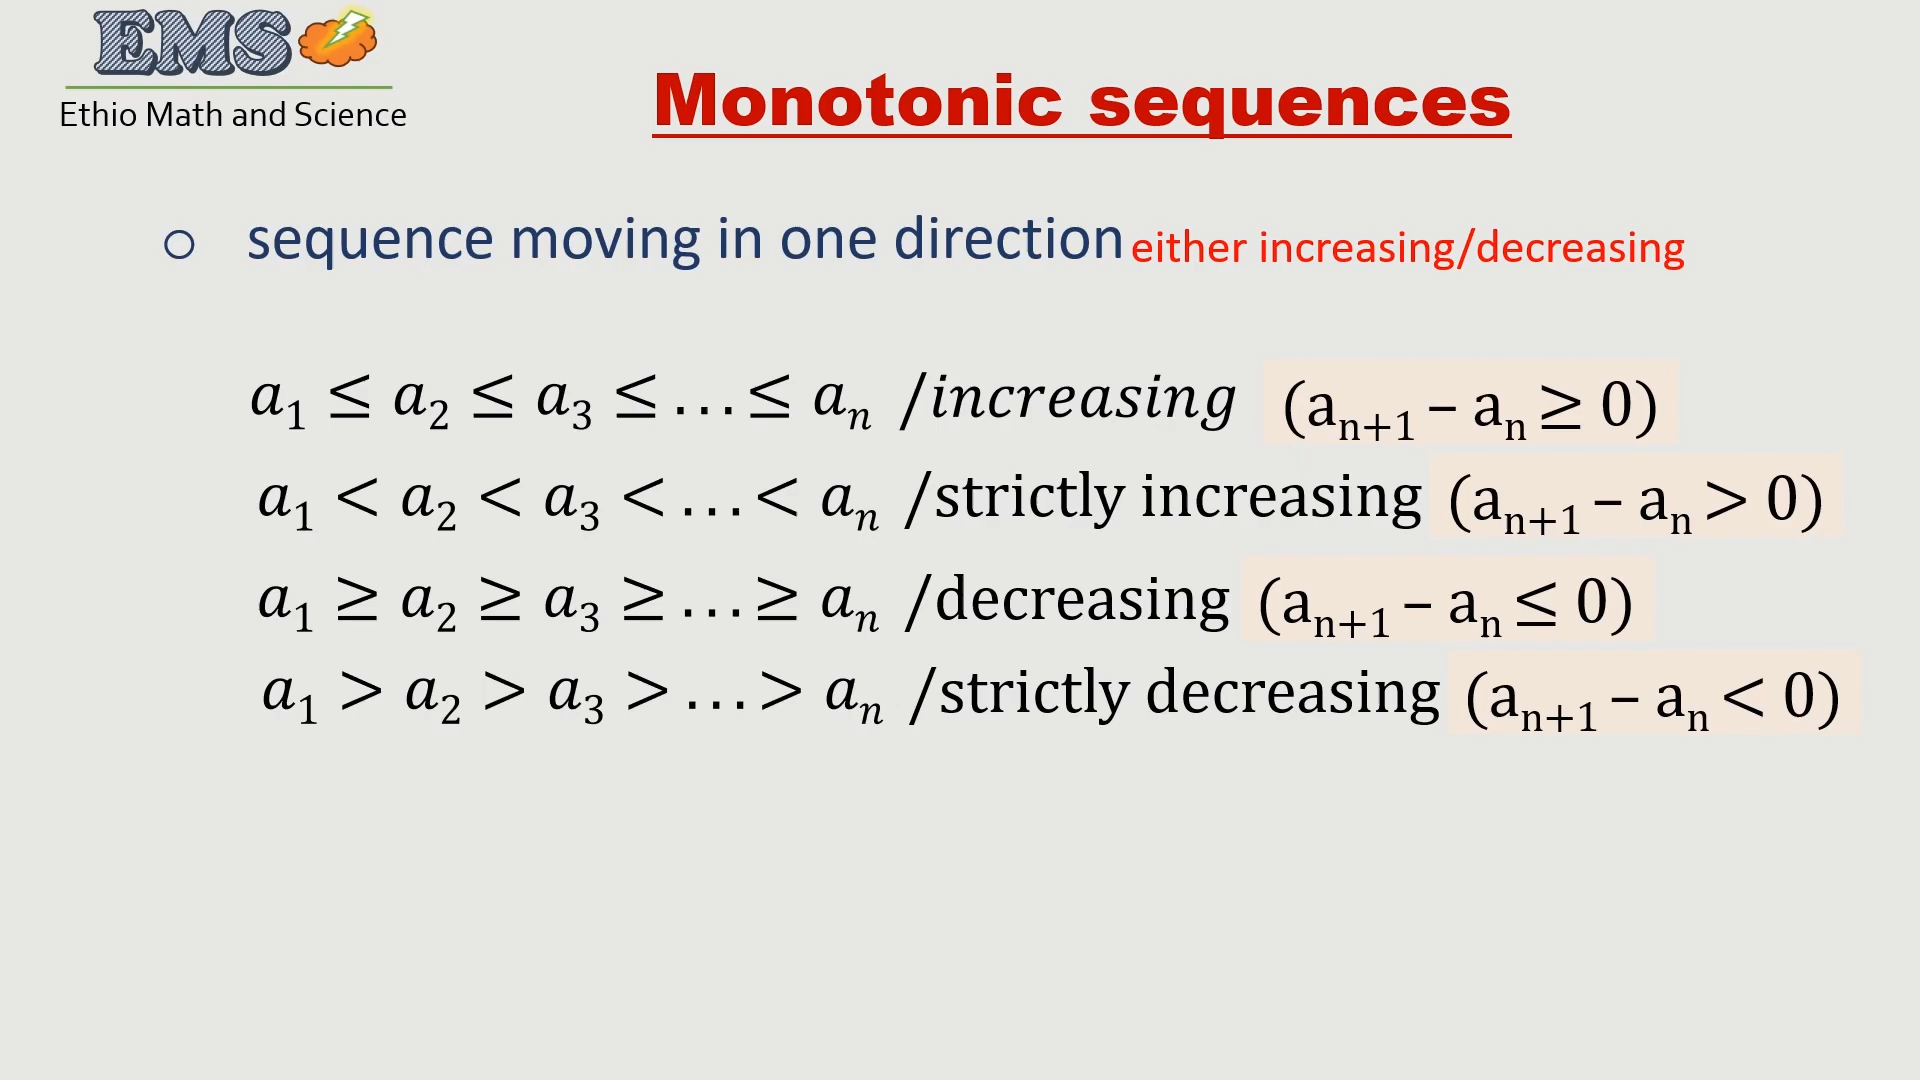 EMS
Ethio Math and Science
Monotonic sequences
o sequence moving in one direction either increasing/decreasing
a₁ ≤ a₂ ≤ a₃ ≤ … ≤ aₙ /increasing (aₙ₊₁ – aₙ ≥ 0)
a₁ < a₂ < a₃ < … < aₙ /strictly increasing (aₙ₊₁ – aₙ > 0)
a₁ ≥ a₂ ≥ a₃ ≥ … ≥ aₙ /decreasing (aₙ₊₁ – aₙ ≤ 0)
a₁ > a₂ > a₃ > … > aₙ /strictly decreasing (aₙ₊₁ – aₙ < 0)